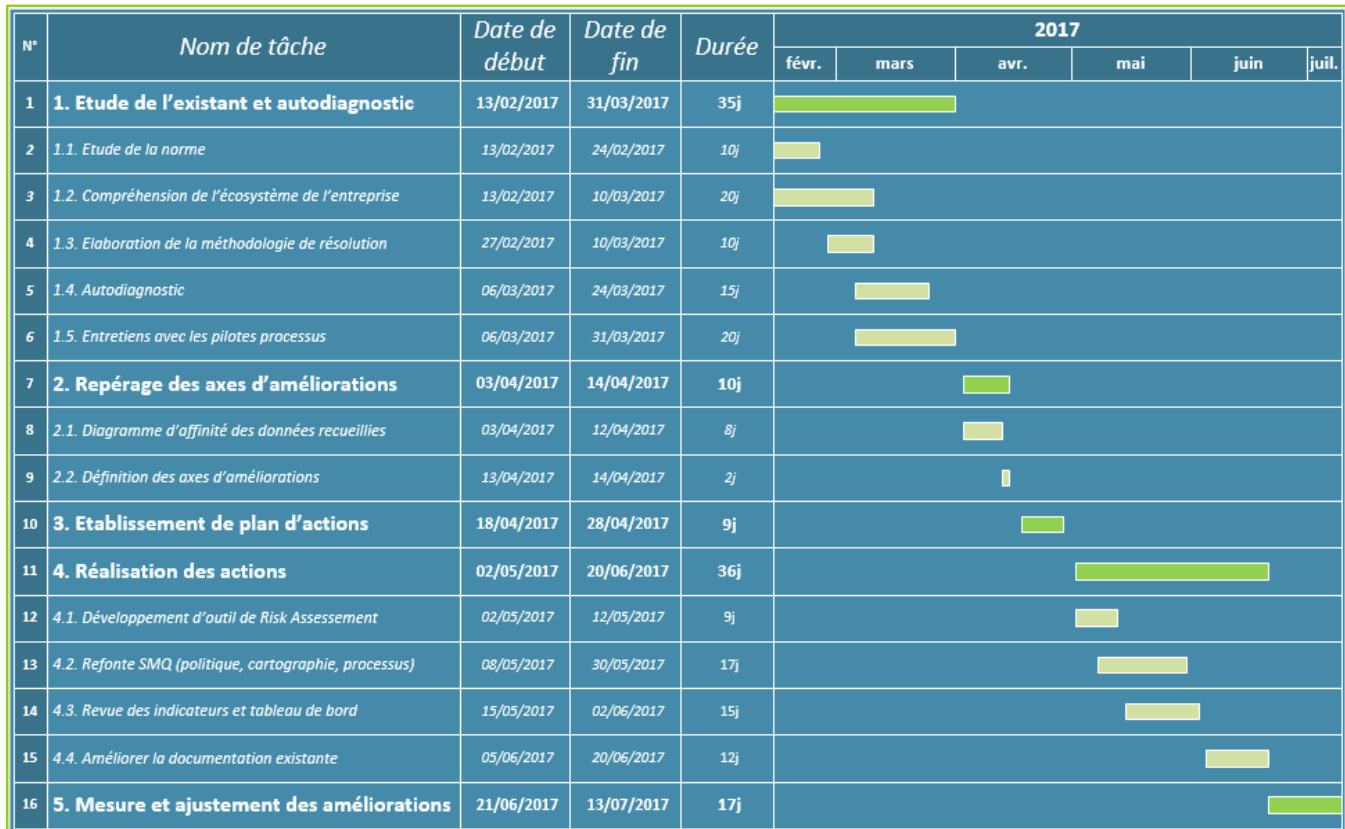 N° Nom de tâche Date de début Date de fin Durée 2017
févr. mars avr. mai juin juil.
1 1. Etude de l'existant et autodiagnostic 13/02/2017 31/03/2017 35j
2 1.1. Etude de la norme 13/02/2017 24/02/2017 10j
3 1.2. Compréhension de l'écosystème de l'entreprise 13/02/2017 10/03/2017 20j
4 1.3. Elaboration de la méthodologie de résolution 27/02/2017 10/03/2017 10j
5 1.4. Autodiagnostic 06/03/2017 24/03/2017 15j
6 1.5. Entretiens avec les pilotes processus 06/03/2017 31/03/2017 20j
7 2. Repérage des axes d'améliorations 03/04/2017 14/04/2017 10j
8 2.1. Diagramme d'affinité des données recueillies 03/04/2017 12/04/2017 8j
9 2.2. Définition des axes d'améliorations 13/04/2017 14/04/2017 2j
10 3. Etablissement de plan d'actions 18/04/2017 28/04/2017 9j
11 4. Réalisation des actions 02/05/2017 20/06/2017 36j
12 4.1. Développement d'outil de Risk Assessement 02/05/2017 12/05/2017 9j
13 4.2. Refonte SMQ (politique, cartographie, processus) 08/05/2017 30/05/2017 17j
14 4.3. Revue des indicateurs et tableau de bord 15/05/2017 02/06/2017 15j
15 4.4. Améliorer la documentation existante 05/06/2017 20/06/2017 12j
16 5. Mesure et ajustement des améliorations 21/06/2017 13/07/2017 17j